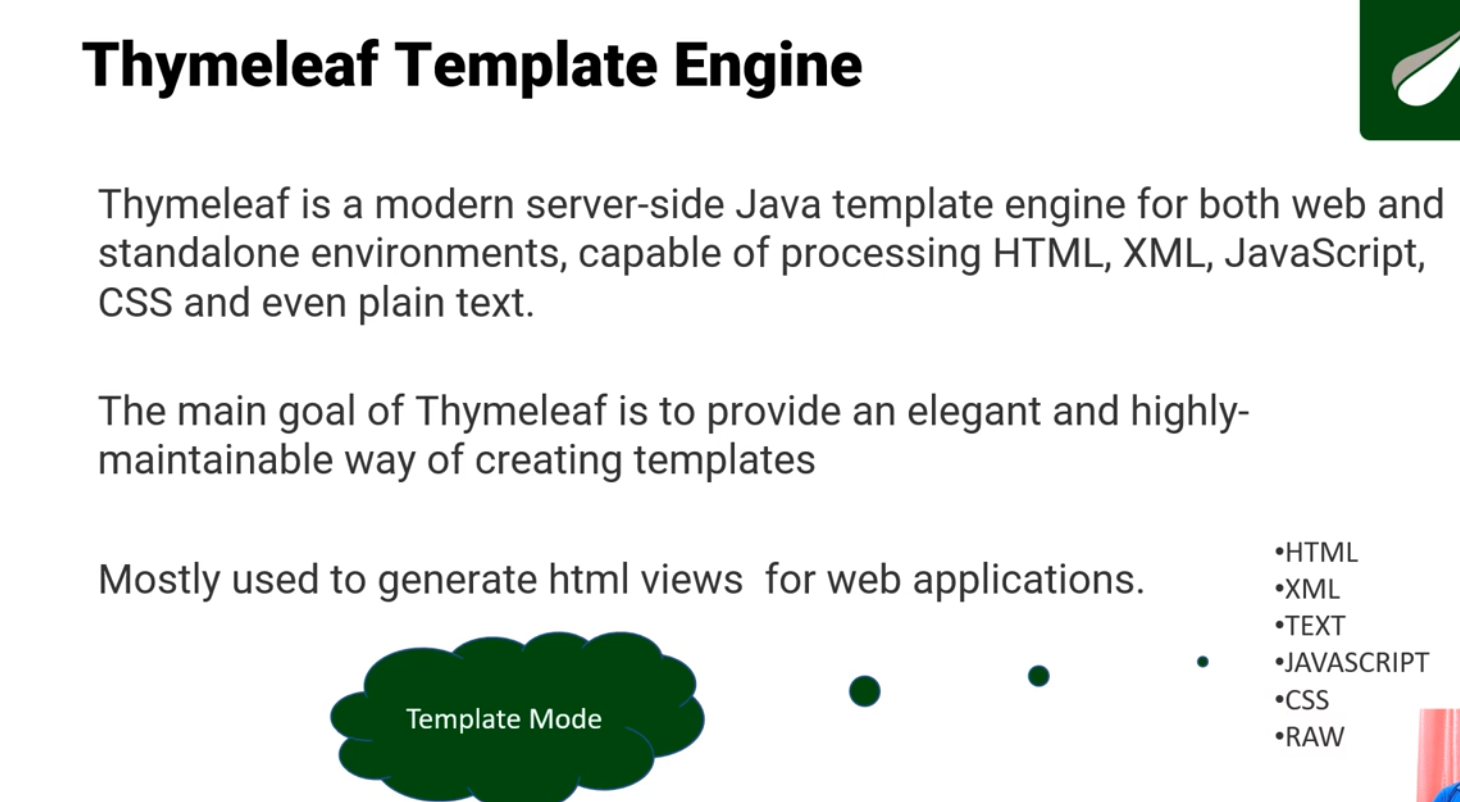 Thymeleaf Template Engine
Thymeleaf is a modern server-side Java template engine for both web and
standalone environments, capable of processing HTML, XML, JavaScript,
CSS and even plain text.
The main goal of Thymeleaf is to provide an elegant and highly-
maintainable way of creating templates
Mostly used to generate html views  for web applications.
Template Mode
•HTML
•XML
•TEXT
•JAVASCRIPT
•CSS
•RAW